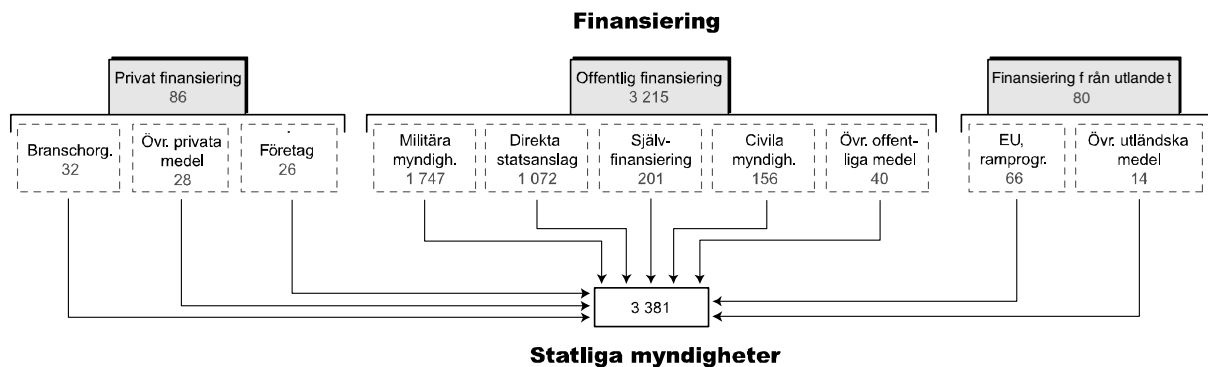 Finansiering
Privat finansiering
86
Offentlig finansiering
3 215
Finansiering f rån utlandet
80
Branschorg.
32
Övr. privata
medel
28
Företag
26
Militära
myndigh.
1 747
Direkta
statsanslag
1 072
Själv-
finansiering
201
Civila
myndigh.
156
Övr. offent-
liga medel
40
EU,
ramprogr.
66
Övr. utländska
medel
14
3 381
Statliga myndigheter